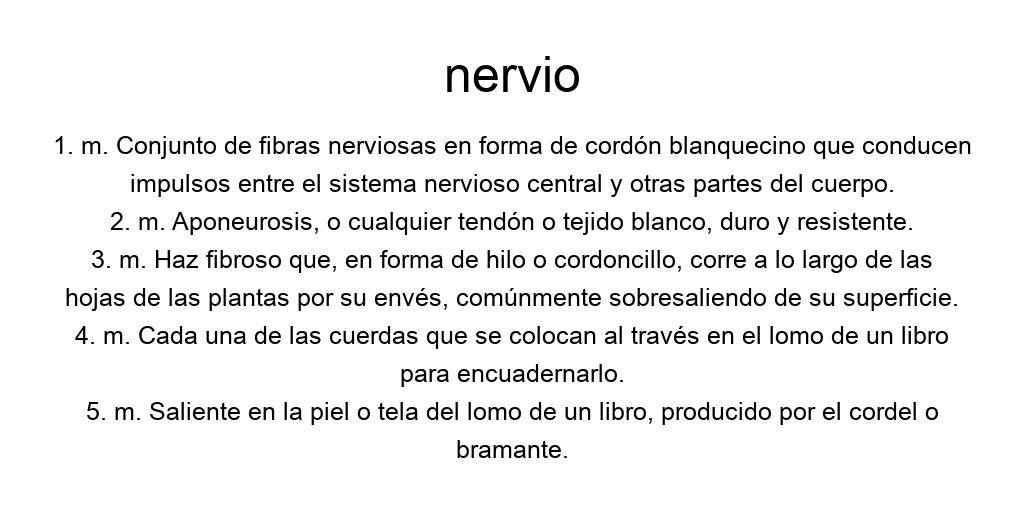 nervio
1. m. Conjunto de fibras nerviosas en forma de cordón blanquecino que conducen
impulsos entre el sistema nervioso central y otras partes del cuerpo.
2. m. Aponeurosis, o cualquier tendón o tejido blanco, duro y resistente.
3. m. Haz fibroso que, en forma de hilo o cordoncillo, corre a lo largo de las
hojas de las plantas por su envés, comúnmente sobresaliendo de su superficie.
4. m. Cada una de las cuerdas que se colocan al través en el lomo de un libro
para encuadernarlo.
5. m. Saliente en la piel o tela del lomo de un libro, producido por el cordel o
bramante.